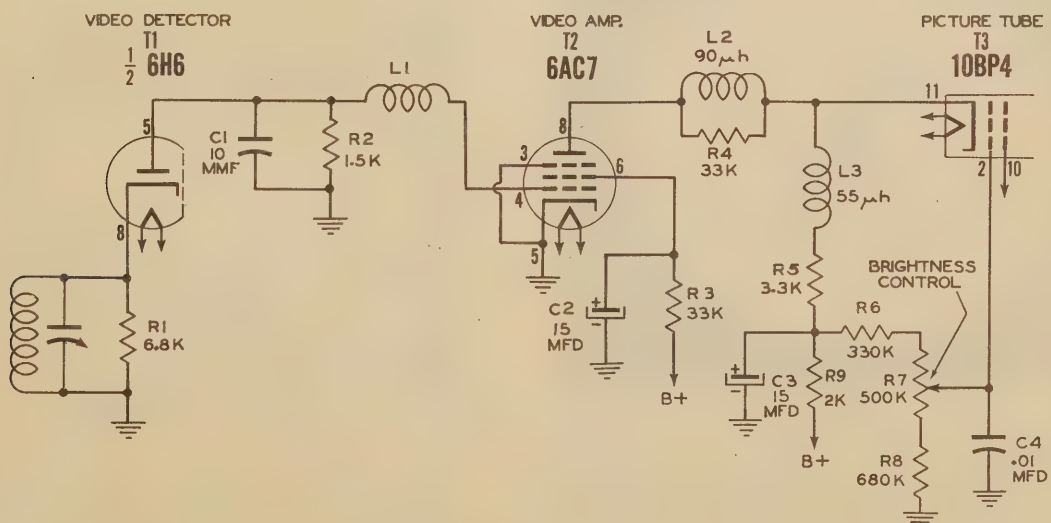 VIDEO DETECTOR
T1
1/2 6H6
5
8
C1
10
MMF
R2
1.5K
L1
R1
6.8K
VIDEO AMP.
T2
6AC7
8
3
4
6
5
C2
+
-
15
MFD
R3
33K
B+
L2
90μh
R4
33K
L3
55μh
R5
3.3K
C3
+
-
15
MFD
R9
2K
B+
R6
330K
BRIGHTNESS
CONTROL
R7
500K
R8
680K
PICTURE TUBE
T3
10BP4
11
2
10
C4
.01
MFD